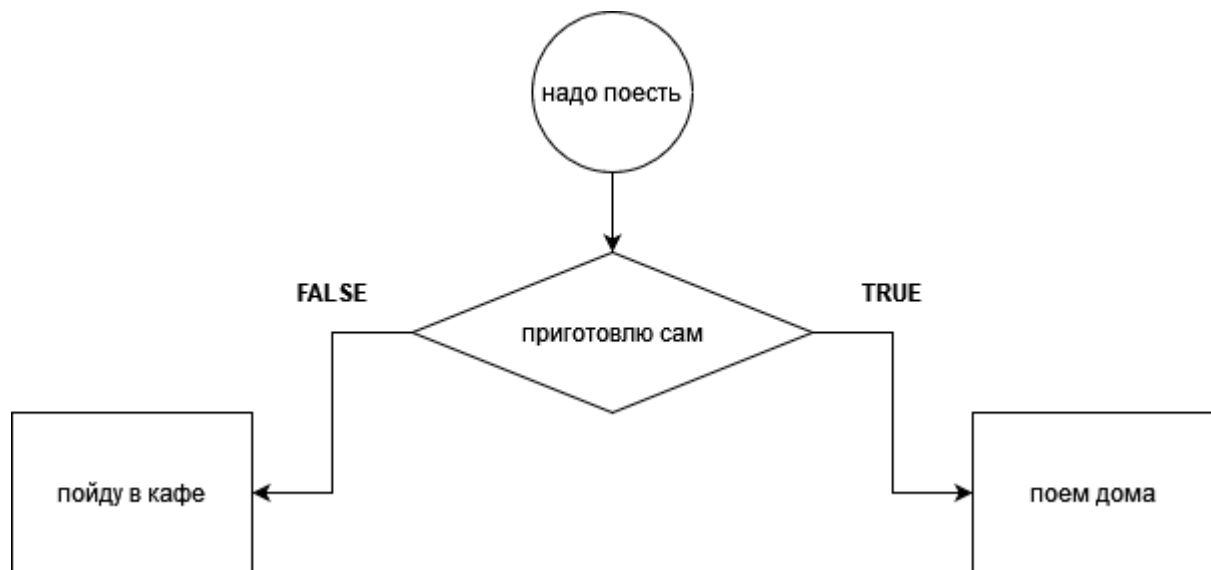 надо поесть
FALSE
TRUE
приготовлю сам
пойду в кафе
поем дома